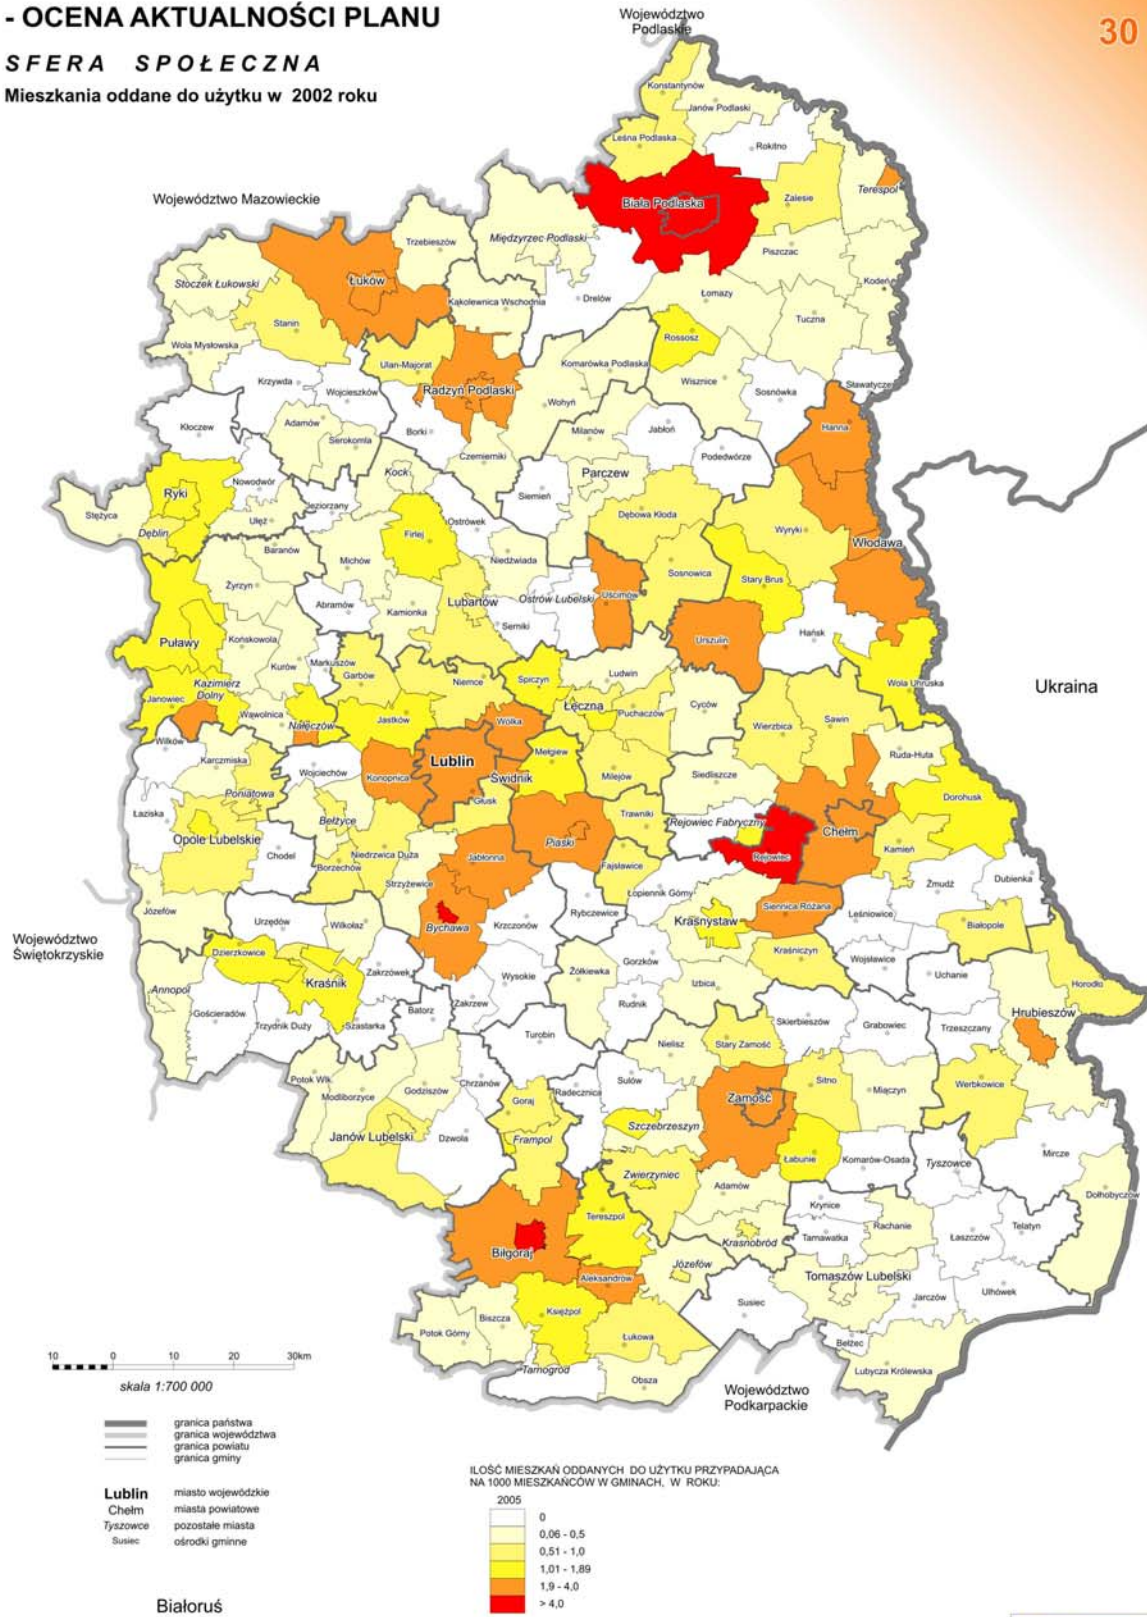 - OCENA AKTUALNOŚCI PLANU
30
SFERA SPOŁECZNA
Mieszkania oddane do użytku w 2002 roku
Województwo
Podlaskie
Konstantynów
Janów Podlaski
Leśna Podlaska
Rokitno
Województwo Mazowieckie
Biała Podlaska
Zalesie
Terespol
Trzebieszów
Międzyrzec Podlaski
Piszczac
Stoczek Łukowski
Łuków
Kąkolewnica Wschodnia
Drelów
Łomazy
Kodeń
Stanin
Tuczna
Wola Mysłowska
Ulan-Majorat
Komarówka Podlaska
Rossosz
Krzywda
Wojcieszków
Radzyń Podlaski
Wisznice
Sosnówka
Sławatycze
Kłoczew
Adamów
Serokomla
Borki
Wohyń
Milanów
Jabłoń
Hanna
Czemierniki
Podedwórze
Kock
Parczew
Ryki
Nowodwór
Jeziorzany
Siemień
Stężyca
Dęblin
Ułęż
Firlej
Ostrówek
Dębowa Kłoda
Wyryki
Włodawa
Baranów
Michów
Niedźwiada
Sosnowica
Stary Brus
Żyrzyn
Abramów
Kamionka
Lubartów
Ostrów Lubelski
Uścimów
Serniki
Puławy
Końskowola
Urszulin
Hańsk
Kurów
Markuszów
Garbów
Niemce
Spiczyn
Ludwin
Wola Uhruska
Ukraina
Janowiec
Kazimierz
Dolny
Wąwolnica
Nałęczów
Jastków
Wólka
Łęczna
Puchaczów
Cyców
Wierzbica
Sawin
Wilków
Karczmiska
Wojciechów
Konopnica
Lublin
Mełgiew
Świdnik
Milejów
Siedliszcze
Ruda-Huta
Poniatowa
Głusk
Dorohusk
Łaziska
Opole Lubelskie
Bełżyce
Trawniki
Rejowiec Fabryczny
Chełm
Chodel
Borzechów
Niedrzwica Duża
Jabłonna
Piaski
Fajsławice
Rejowiec
Kamień
Strzyżewice
Łopiennik Górny
Żmudź
Dubienka
Józefów
Urzędów
Wilkołaz
Bychawa
Krzczonów
Rybczewice
Krasnystaw
Siennica Różana
Leśniowice
Białopole
Województwo
Świętokrzyskie
Dzierzkowice
Kraśnik
Zakrzówek
Wysokie
Żółkiewka
Gorzków
Izbica
Kraśniczyn
Wojsławice
Uchanie
Horodło
Annopol
Gościeradów
Trzydnik Duży
Szastarka
Batorz
Zakrzew
Turobin
Rudnik
Skierbieszów
Grabowiec
Trzeszczany
Hrubieszów
Nielisz
Stary Zamość
Potok Wlk.
Modliborzyce
Godziszów
Chrzanów
Goraj
Radecznica
Sułów
Zamość
Sitno
Miączyn
Werbkowice
Janów Lubelski
Dzwola
Frampol
Szczebrzeszyn
Łabunie
Komarów-Osada
Tyszowce
Mircze
Zwierzyniec
Adamów
Dołhobyczów
Tereszpol
Krynice
Tarnawatka
Rachanie
Łaszczów
Telatyn
Biłgoraj
Krasnobród
Aleksandrów
Józefów
Tomaszów Lubelski
Ulhówek
Susiec
Jarczów
Księżpol
Biszcza
Potok Górny
Łukowa
Bełżec
Tarnogród
Obsza
Lubycza Królewska
Województwo
Podkarpackie
10 0 10 20 30km
skala 1:700 000
granica państwa
granica województwa
granica powiatu
granica gminy
Lublin miasto wojewódzkie
Chełm miasta powiatowe
Tyszowce pozostałe miasta
Susiec ośrodki gminne
ILOŚĆ MIESZKAŃ ODDANYCH DO UŻYTKU PRZYPADAJĄCA
NA 1000 MIESZKAŃCÓW W GMINACH, W ROKU:
2005
0
0,06 - 0,5
0,51 - 1,0
1,01 - 1,89
1,9 - 4,0
> 4,0
Białoruś